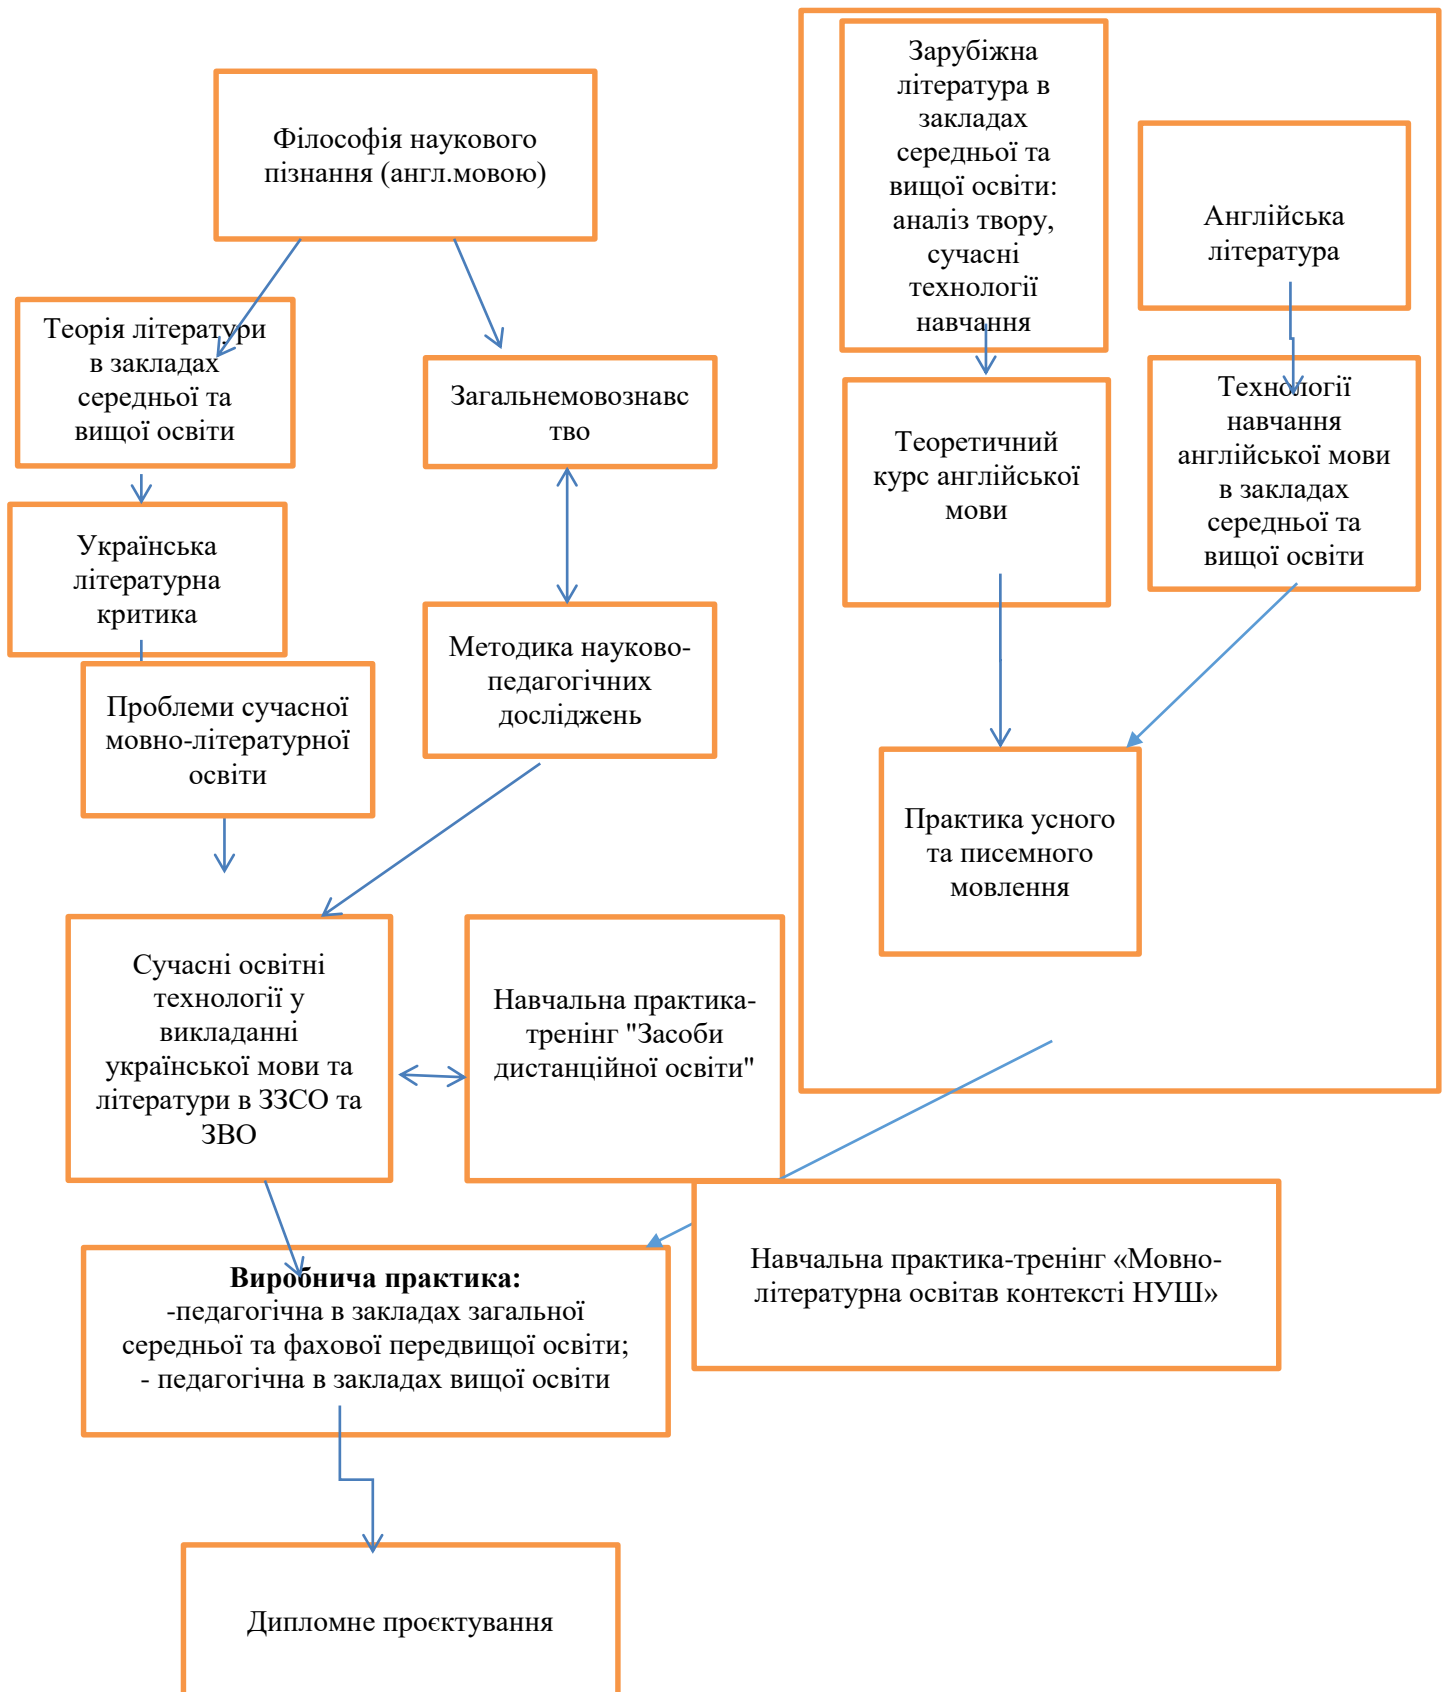 Філософія наукового
пізнання (англ.мовою)
Зарубіжна
література в
закладах
середньої та
вищої освіти:
аналіз твору,
сучасні
технології
навчання
Англійська
література
Теорія літератури
в закладах
середньої та
вищої освіти
Загальнемовознавс
тво
Теоретичний
курс англійської
мови
Технології
навчання
англійської мови
в закладах
середньої та
вищої освіти
Українська
літературна
критика
Методика науково-
педагогічних
досліджень
Проблеми сучасної
мовно-літературної
освіти
Практика усного
та писемного
мовлення
Сучасні освітні
технології у
викладанні
української мови та
літератури в ЗЗСО та
ЗВО
Навчальна практика-
тренінг "Засоби
дистанційної освіти"
Виробнича практика:
-педагогічна в закладах загальної
середньої та фахової передвищої освіти;
- педагогічна в закладах вищої освіти
Навчальна практика-тренінг «Мовно-
літературна освітав контексті НУШ»
Дипломне проєктування